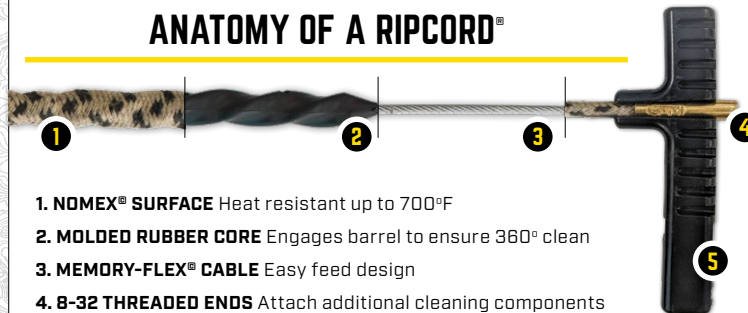 ANATOMY OF A RIPCORD®
1 2 3 4
5
1. NOMEX® SURFACE Heat resistant up to 700°F
2. MOLDED RUBBER CORE Engages barrel to ensure 360° clean
3. MEMORY-FLEX® CABLE Easy feed design
4. 8-32 THREADED ENDS Attach additional cleaning components